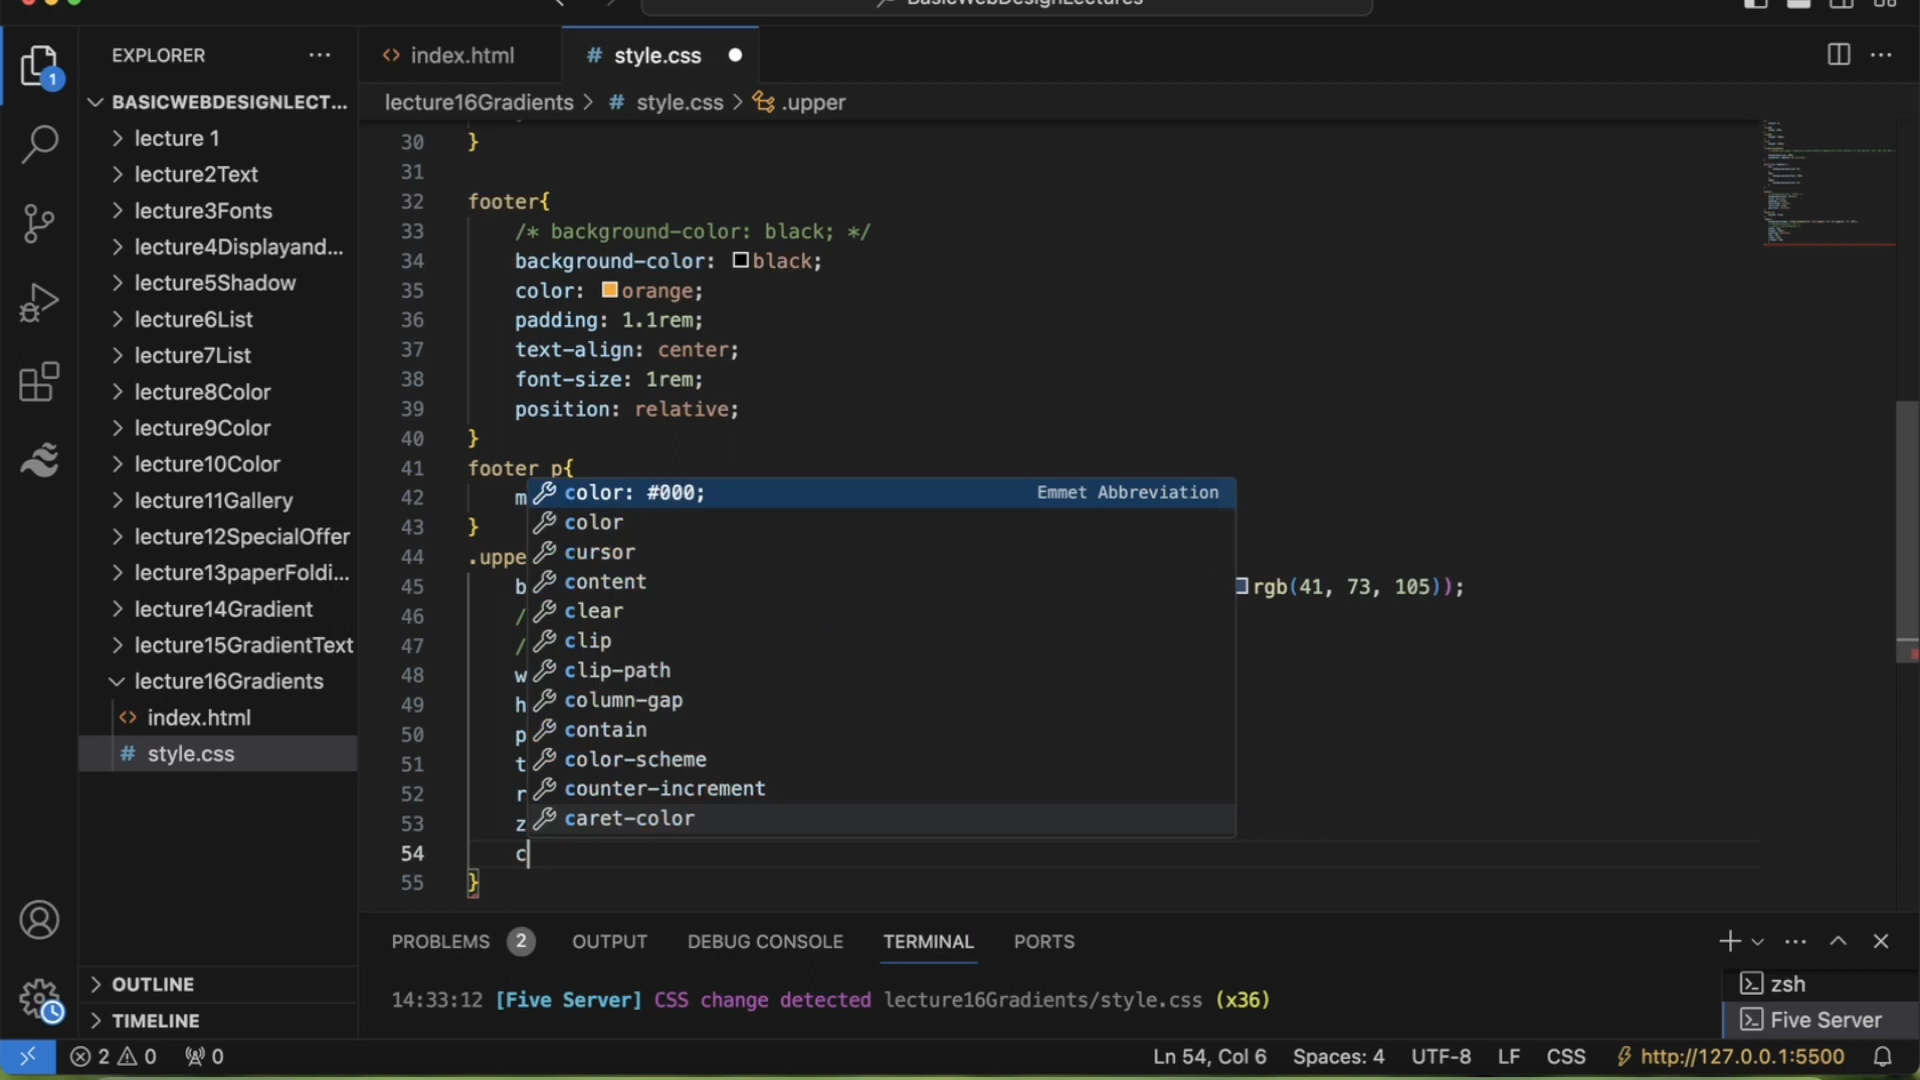 BasicWebDesignLectures
EXPLORER
1
BASICWEBDESIGNLECT...
lecture 1
lecture2Text
lecture3Fonts
lecture4Displayand...
lecture5Shadow
lecture6List
lecture7List
lecture8Color
lecture9Color
lecture10Color
lecture11Gallery
lecture12SpecialOffer
lecture13paperFoldi...
lecture14Gradient
lecture15GradientText
lecture16Gradients
index.html
style.css
OUTLINE
TIMELINE
index.html
style.css
lecture16Gradients > # style.css > .upper
30 }
31
32 footer{
33 /* background-color: black; */
34 background-color: black;
35 color: orange;
36 padding: 1.1rem;
37 text-align: center;
38 font-size: 1rem;
39 position: relative;
40 }
41 footer p{
42 m
43 }
44 .uppe
45 b rgb(41, 73, 105));
46 /
47 /
48 w
49 h
50 p
51 t
52 r
53 z
54 c
55 }
color: #000; Emmet Abbreviation
color
cursor
content
clear
clip
clip-path
column-gap
contain
color-scheme
counter-increment
caret-color
PROBLEMS 2 OUTPUT DEBUG CONSOLE TERMINAL PORTS
14:33:12 [Five Server] CSS change detected lecture16Gradients/style.css (x36)
zsh
Five Server
2 0 0
Ln 54, Col 6 Spaces: 4 UTF-8 LF CSS http://127.0.0.1:5500